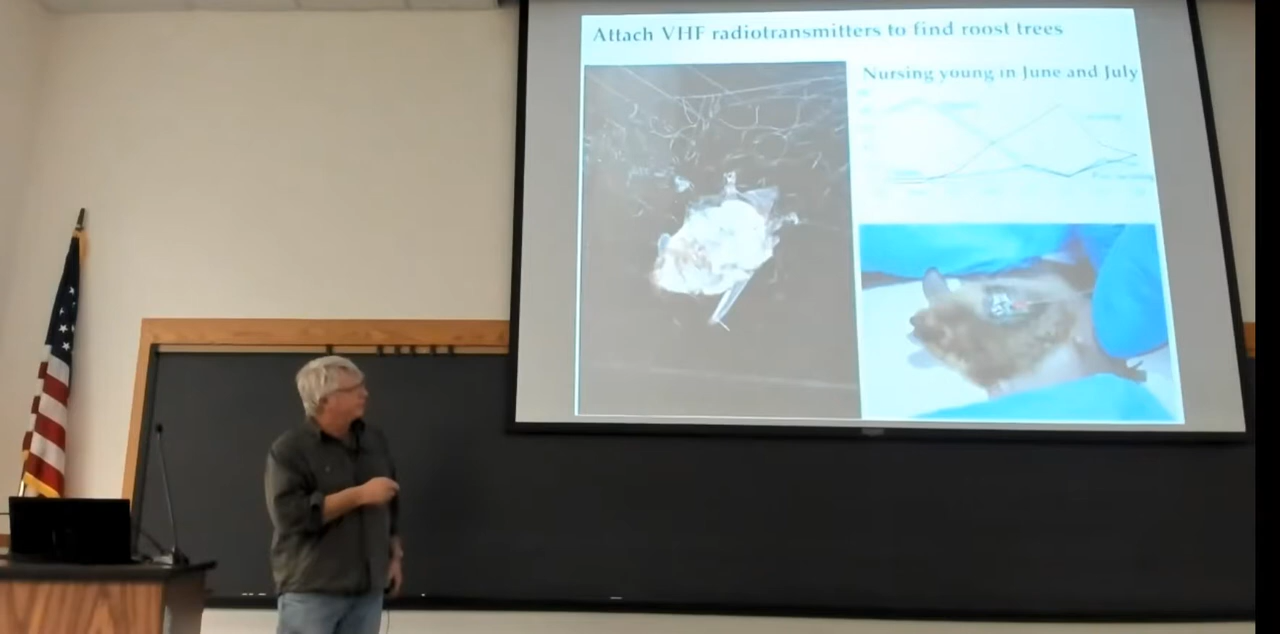 Attach VHF radiotransmitters to find roost trees
Nursing young in June and July